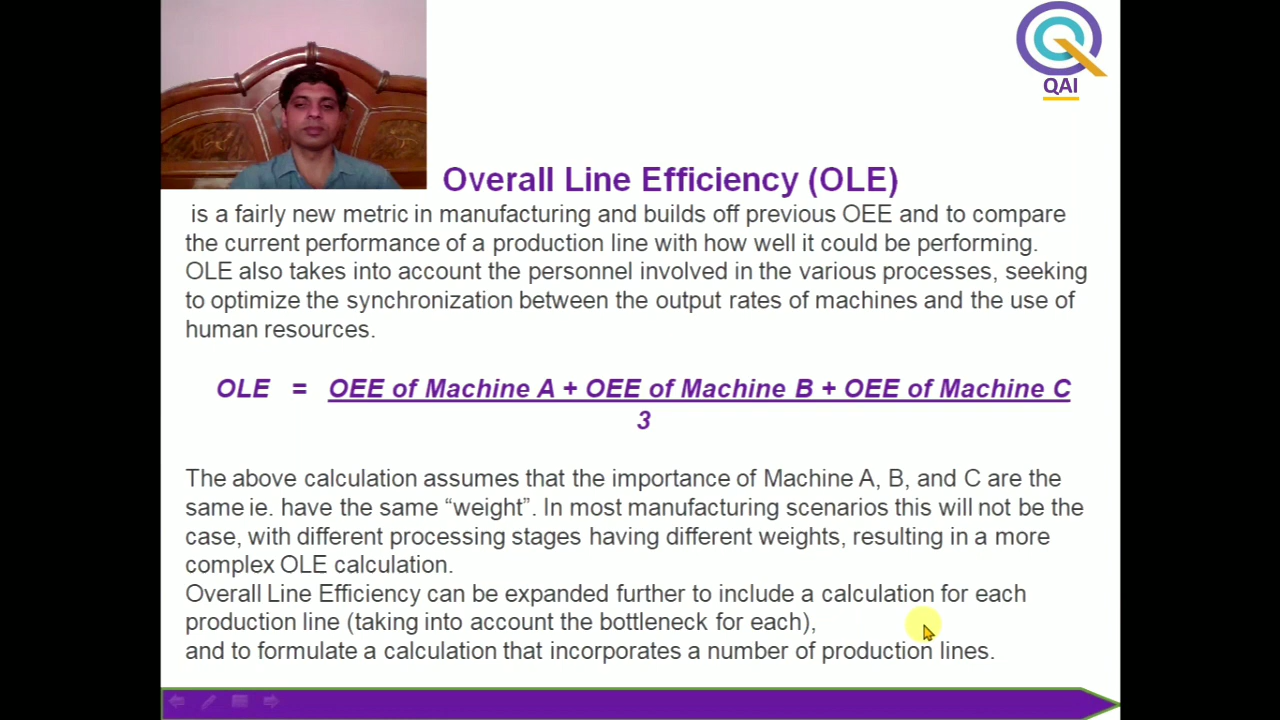 QAI
Overall Line Efficiency (OLE)
is a fairly new metric in manufacturing and builds off previous OEE and to compare
the current performance of a production line with how well it could be performing.
OLE also takes into account the personnel involved in the various processes, seeking
to optimize the synchronization between the output rates of machines and the use of
human resources.
OLE = OEE of Machine A + OEE of Machine B + OEE of Machine C
3
The above calculation assumes that the importance of Machine A, B, and C are the
same ie. have the same “weight”. In most manufacturing scenarios this will not be the
case, with different processing stages having different weights, resulting in a more
complex OLE calculation.
Overall Line Efficiency can be expanded further to include a calculation for each
production line (taking into account the bottleneck for each),
and to formulate a calculation that incorporates a number of production lines.